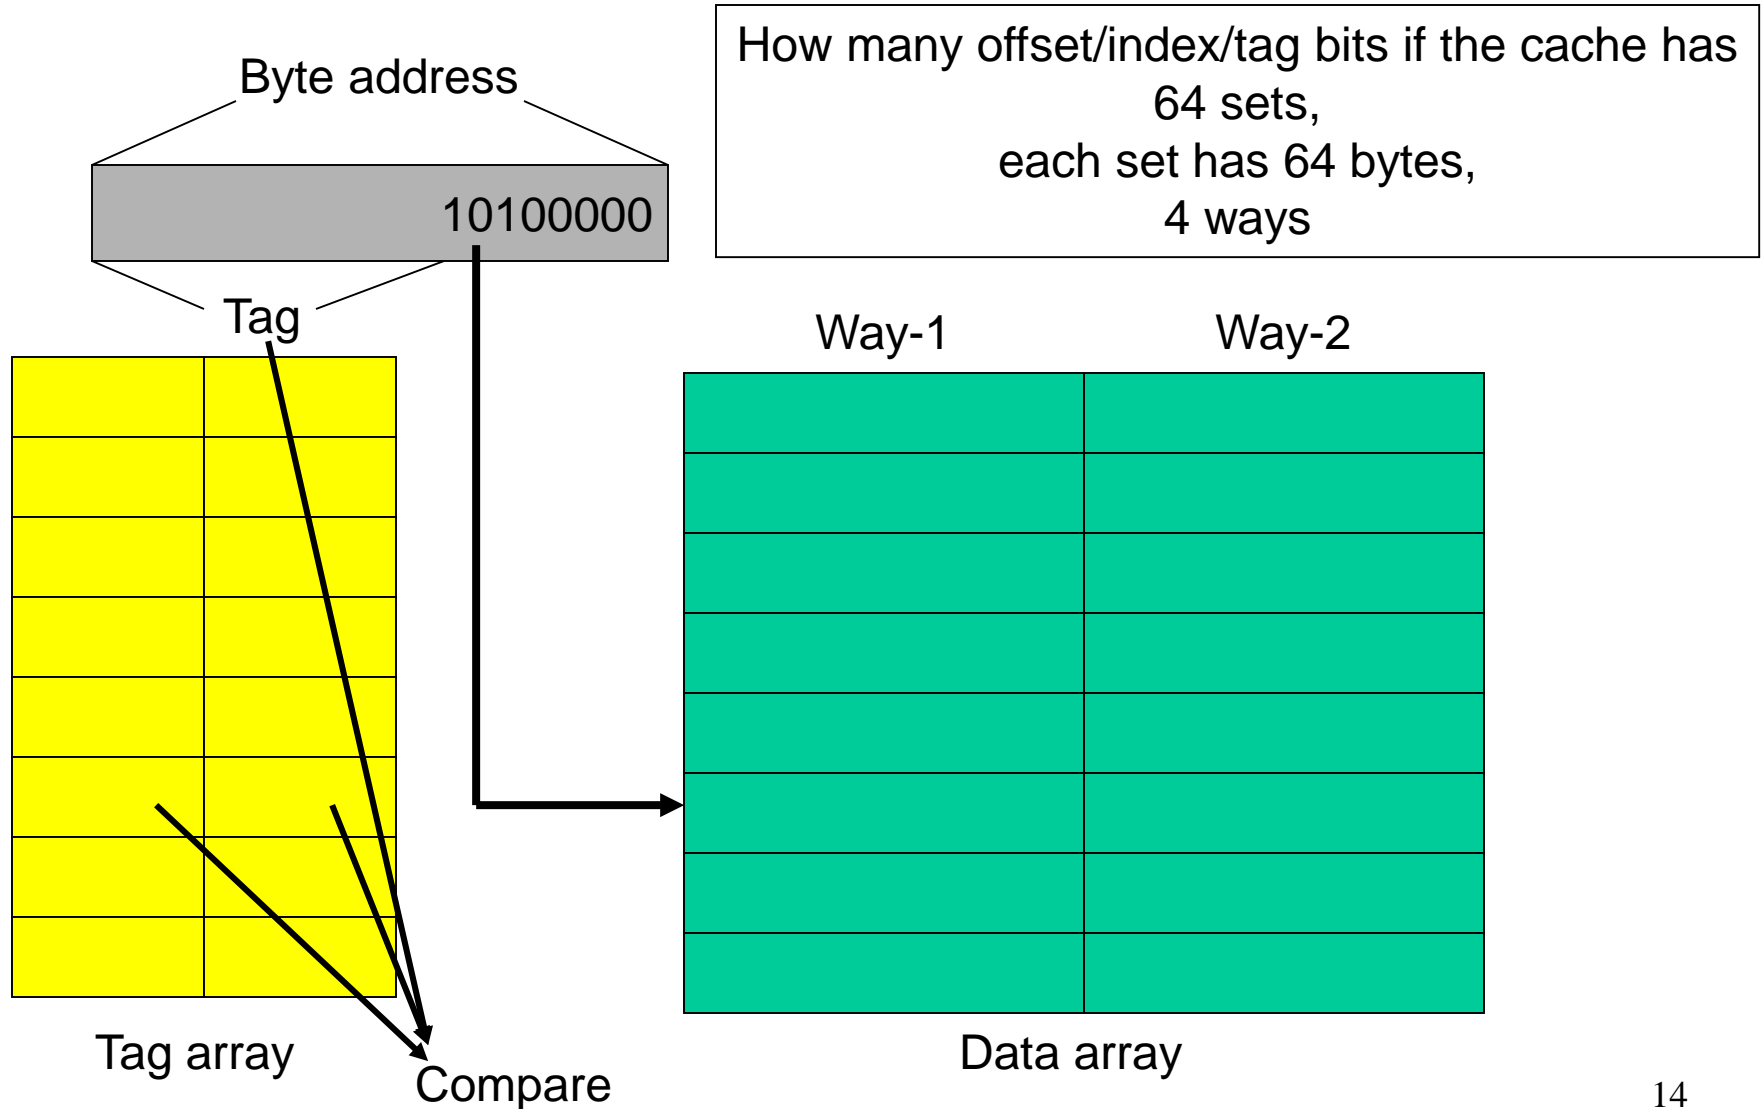 How many offset/index/tag bits if the cache has
64 sets,
each set has 64 bytes,
4 ways
Byte address
10100000
Tag
Way-1
Way-2
Tag array
Compare
Data array
14